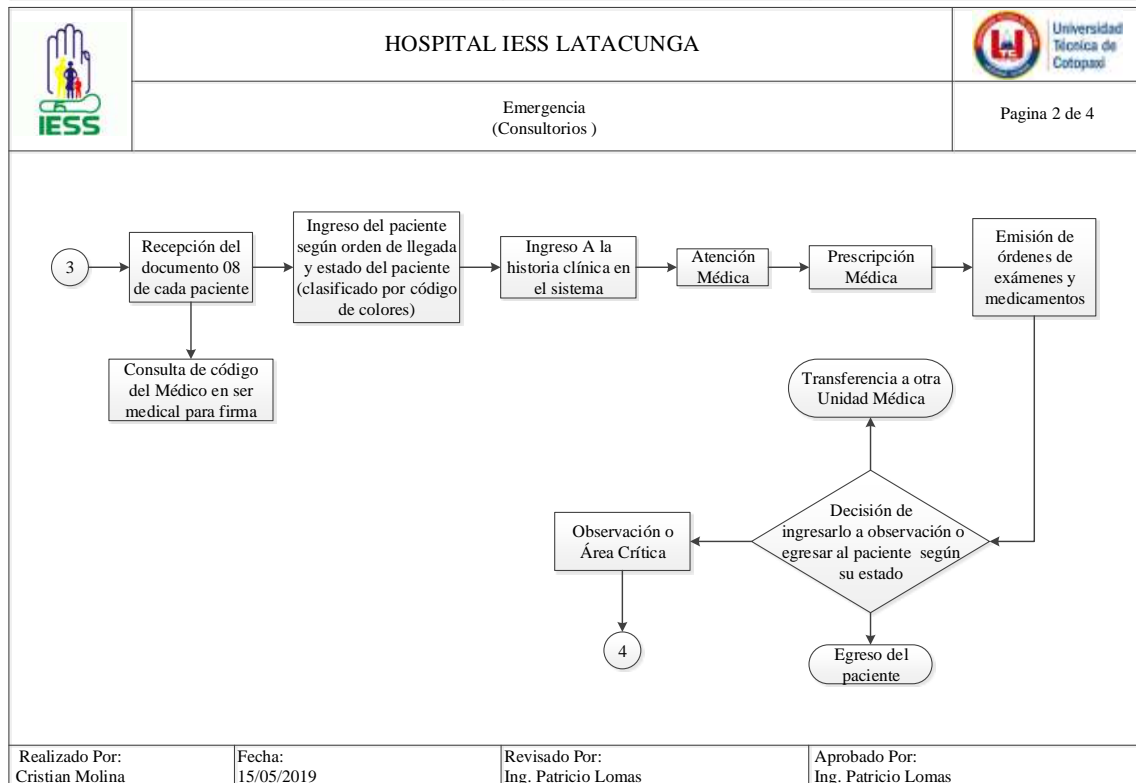 IESS
HOSPITAL IESS LATACUNGA
UTC
Universidad
Técnica de
Cotopaxi
Emergencia
(Consultorios )
Pagina 2 de 4
3
Recepción del
documento 08
de cada paciente
Ingreso del paciente
según orden de llegada
y estado del paciente
(clasificado por código
de colores)
Ingreso A la
historia clínica en
el sistema
Atención
Médica
Prescripción
Médica
Emisión de
órdenes de
exámenes y
medicamentos
Consulta de código
del Médico en ser
medical para firma
Transferencia a otra
Unidad Médica
Decisión de
ingresarlo a observación o
egresar al paciente según
su estado
Observación o
Área Crítica
4
Egreso del
paciente
Realizado Por:
Cristian Molina
Fecha:
15/05/2019
Revisado Por:
Ing. Patricio Lomas
Aprobado Por:
Ing. Patricio Lomas